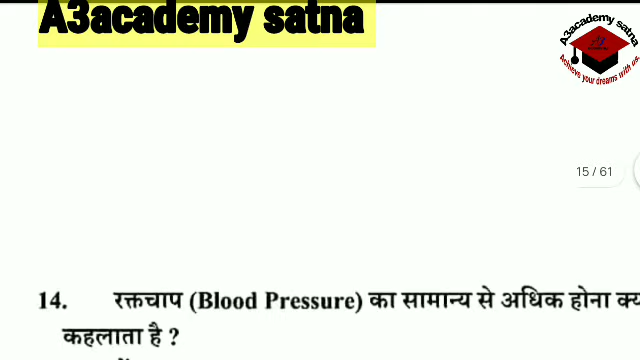 A3academy satna
A3academy satna
Achieve your dreams with us.
15 / 61
14. रक्तचाप (Blood Pressure) का सामान्य से अधिक होना
कहलाता है ?